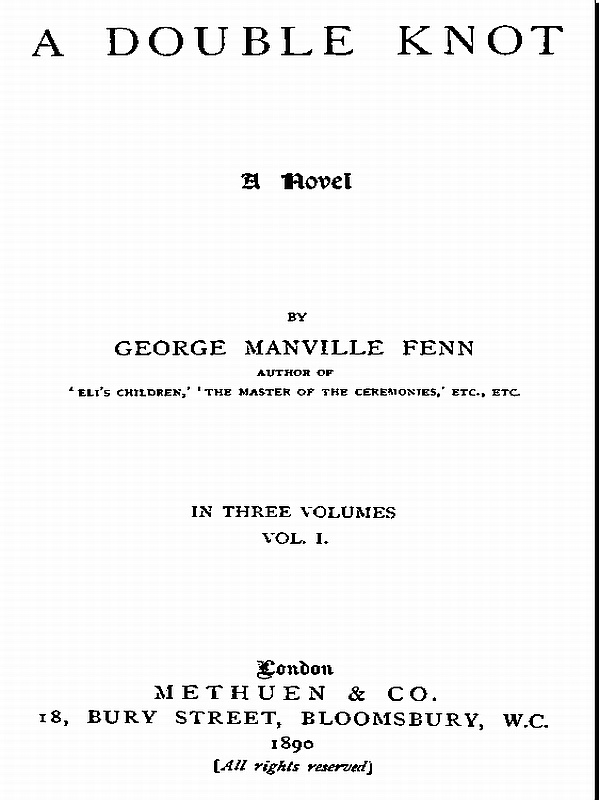 A DOUBLE KNOT
A Novel
BY
GEORGE MANVILLE FENN
AUTHOR OF
'ELI'S CHILDREN,' 'THE MASTER OF THE CEREMONIES,' ETC., ETC.
IN THREE VOLUMES
VOL. I.
London
METHUEN & CO.
18, BURY STREET, BLOOMSBURY, W.C.
1890
[All rights reserved]